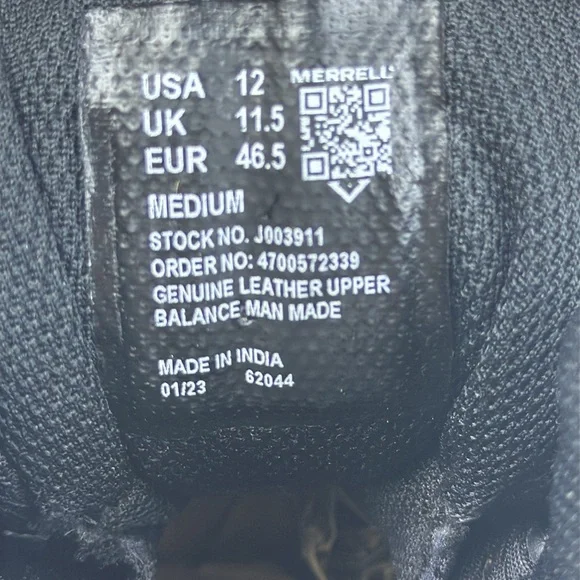 USA 12 MERRELL
UK 11.5
EUR 46.5
MEDIUM
STOCK NO. J003911
ORDER NO: 4700572339
GENUINE LEATHER UPPER
BALANCE MAN MADE
MADE IN INDIA
01/23 62044